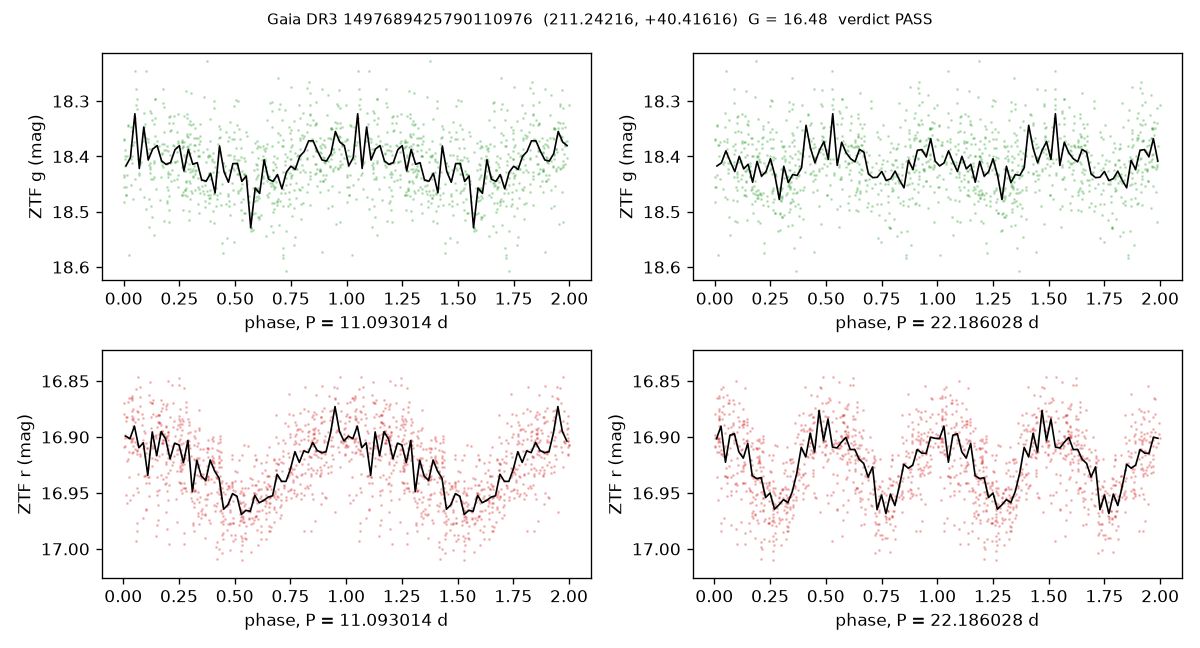 Gaia DR3 1497689425790110976 (211.24216, +40.41616) G = 16.48 verdict PASS
ZTF g (mag)
18.3
18.4
18.5
18.6
0.00 0.25 0.50 0.75 1.00 1.25 1.50 1.75 2.00
phase, P = 11.093014 d
ZTF g (mag)
18.3
18.4
18.5
18.6
0.00 0.25 0.50 0.75 1.00 1.25 1.50 1.75 2.00
phase, P = 22.186028 d
ZTF r (mag)
16.85
16.90
16.95
17.00
0.00 0.25 0.50 0.75 1.00 1.25 1.50 1.75 2.00
phase, P = 11.093014 d
ZTF r (mag)
16.85
16.90
16.95
17.00
0.00 0.25 0.50 0.75 1.00 1.25 1.50 1.75 2.00
phase, P = 22.186028 d